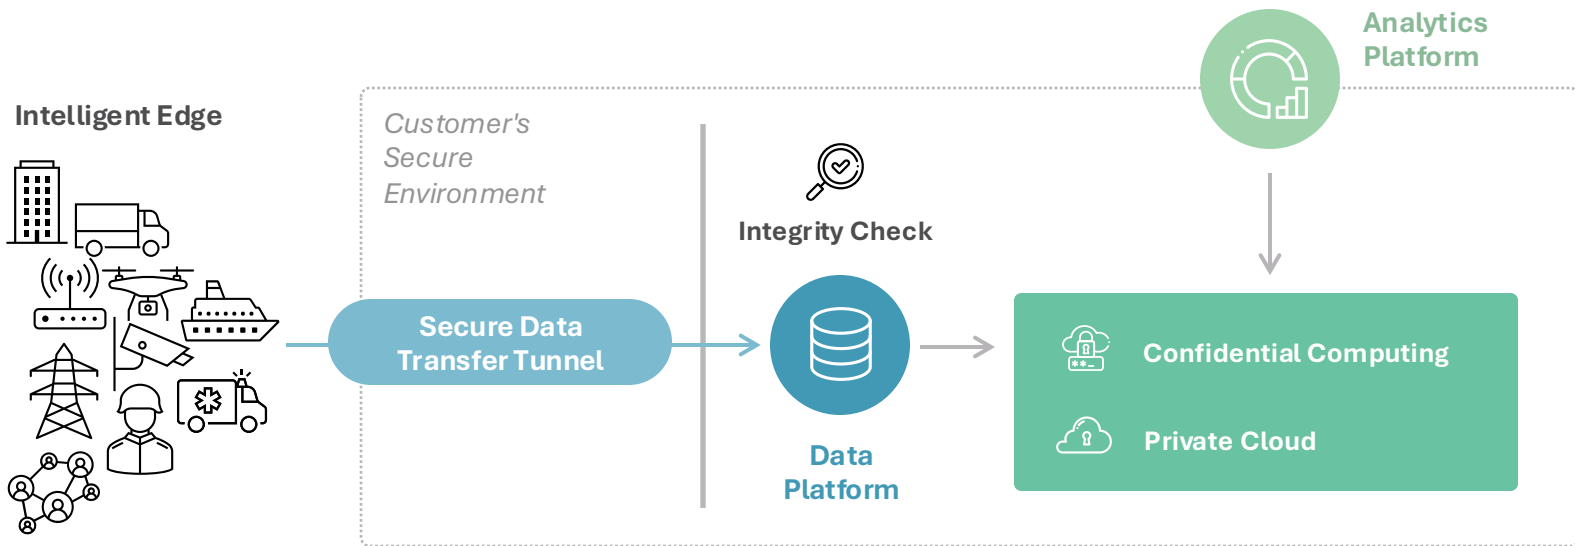 Analytics
Platform
Intelligent Edge
Customer's
Secure
Environment
Integrity Check
Secure Data
Transfer Tunnel
Confidential Computing
**_
Private Cloud
Data
Platform